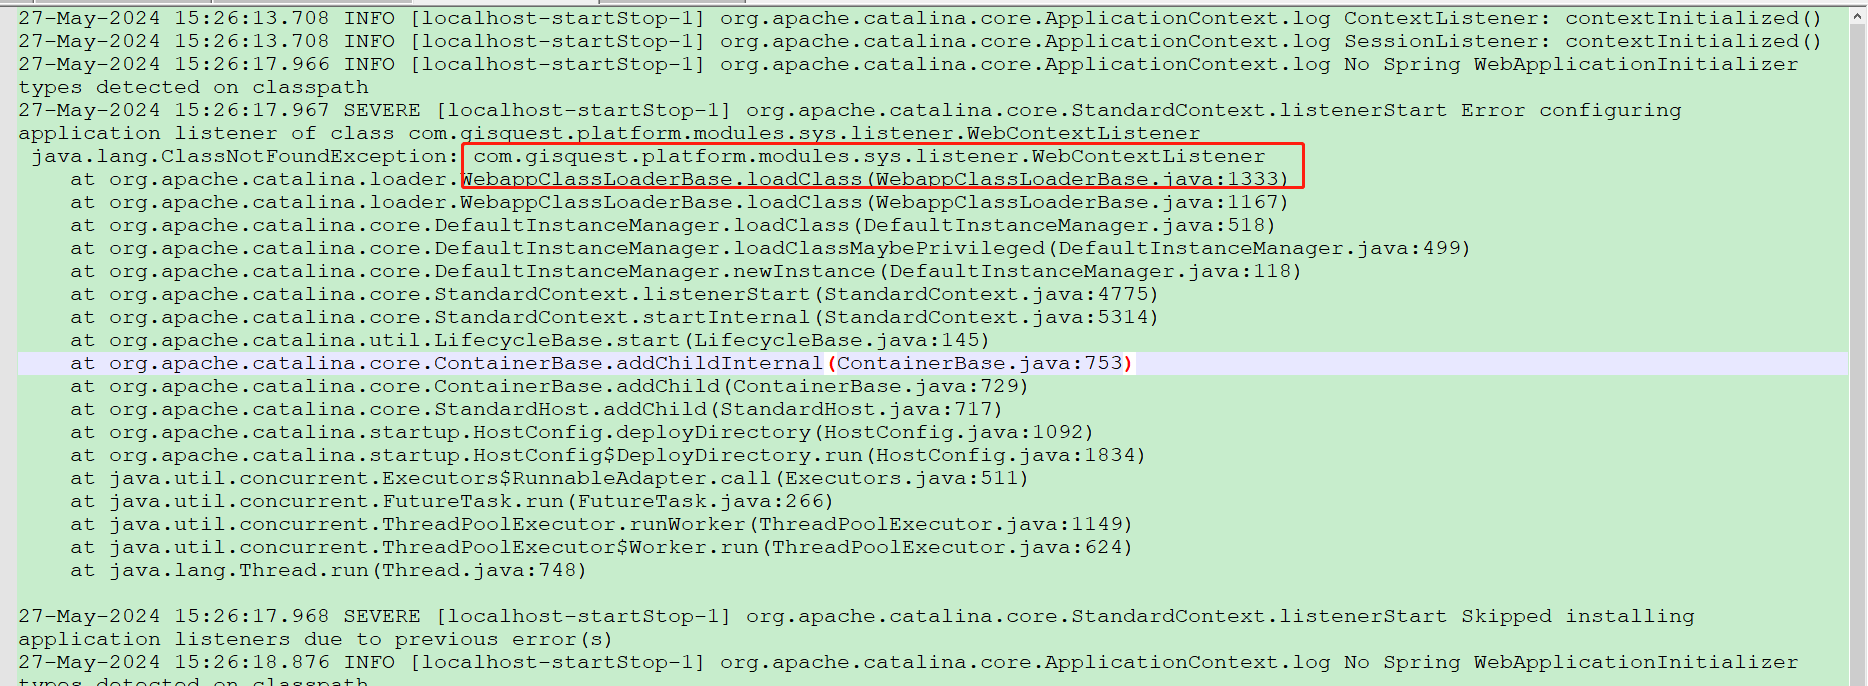 27-May-2024 15:26:13.708 INFO [localhost-startStop-1] org.apache.catalina.core.ApplicationContext.log ContextListener: contextInitialized()
27-May-2024 15:26:13.708 INFO [localhost-startStop-1] org.apache.catalina.core.ApplicationContext.log SessionListener: contextInitialized()
27-May-2024 15:26:17.966 INFO [localhost-startStop-1] org.apache.catalina.core.ApplicationContext.log No Spring WebApplicationInitializer
types detected on classpath
27-May-2024 15:26:17.967 SEVERE [localhost-startStop-1] org.apache.catalina.core.StandardContext.listenerStart Error configuring
application listener of class com.gisquest.platform.modules.sys.listener.WebContextListener
java.lang.ClassNotFoundException: com.gisquest.platform.modules.sys.listener.WebContextListener
at org.apache.catalina.loader.WebappClassLoaderBase.loadClass(WebappClassLoaderBase.java:1333)
at org.apache.catalina.loader.WebappClassLoaderBase.loadClass(WebappClassLoaderBase.java:1167)
at org.apache.catalina.core.DefaultInstanceManager.loadClass(DefaultInstanceManager.java:518)
at org.apache.catalina.core.DefaultInstanceManager.loadClassMaybePrivileged(DefaultInstanceManager.java:499)
at org.apache.catalina.core.DefaultInstanceManager.newInstance(DefaultInstanceManager.java:118)
at org.apache.catalina.core.StandardContext.listenerStart(StandardContext.java:4775)
at org.apache.catalina.core.StandardContext.startInternal(StandardContext.java:5314)
at org.apache.catalina.util.LifecycleBase.start(LifecycleBase.java:145)
at org.apache.catalina.core.ContainerBase.addChildInternal(ContainerBase.java:753)
at org.apache.catalina.core.ContainerBase.addChild(ContainerBase.java:729)
at org.apache.catalina.core.StandardHost.addChild(StandardHost.java:717)
at org.apache.catalina.startup.HostConfig.deployDirectory(HostConfig.java:1092)
at org.apache.catalina.startup.HostConfig$DeployDirectory.run(HostConfig.java:1834)
at java.util.concurrent.Executors$RunnableAdapter.call(Executors.java:511)
at java.util.concurrent.FutureTask.run(FutureTask.java:266)
at java.util.concurrent.ThreadPoolExecutor.runWorker(ThreadPoolExecutor.java:1149)
at java.util.concurrent.ThreadPoolExecutor$Worker.run(ThreadPoolExecutor.java:624)
at java.lang.Thread.run(Thread.java:748)
27-May-2024 15:26:17.968 SEVERE [localhost-startStop-1] org.apache.catalina.core.StandardContext.listenerStart Skipped installing
application listeners due to previous error(s)
27-May-2024 15:26:18.876 INFO [localhost-startStop-1] org.apache.catalina.core.ApplicationContext.log No Spring WebApplicationInitializer
types detected on classpath